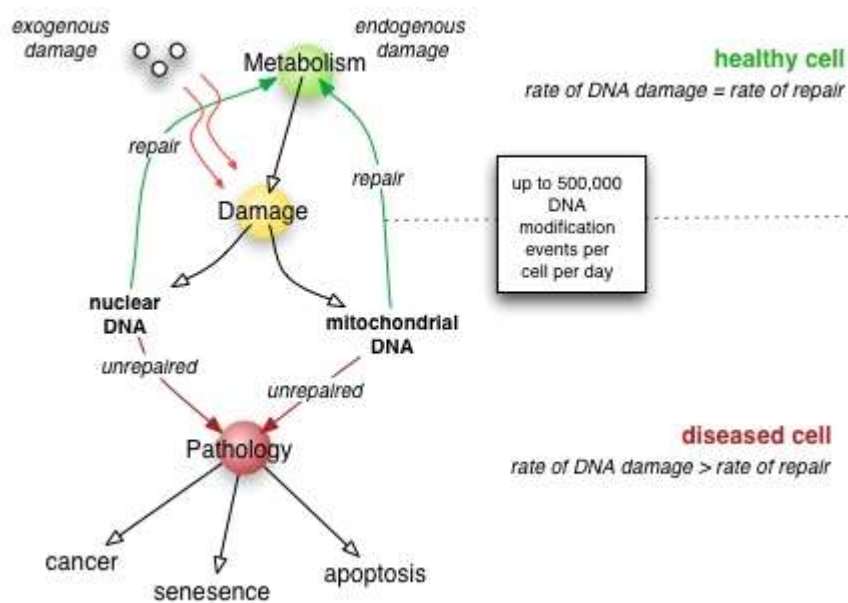 exogenous
damage
endogenous
damage
Metabolism
healthy cell
rate of DNA damage = rate of repair
repair
repair
up to 500,000
DNA
modification
events per
cell per day
Damage
nuclear
DNA
mitochondrial
DNA
unrepaired
unrepaired
Pathology
diseased cell
rate of DNA damage > rate of repair
cancer
senesence
apoptosis